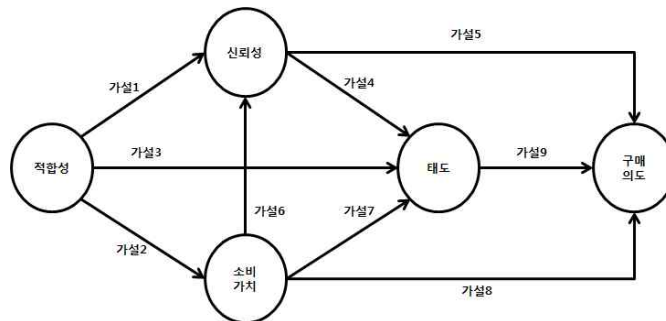 신뢰성
가설5
가설1
가설4
적합성
가설3
태도
가설9
구매
의도
가설2
가설6
가설7
소비
가치
가설8